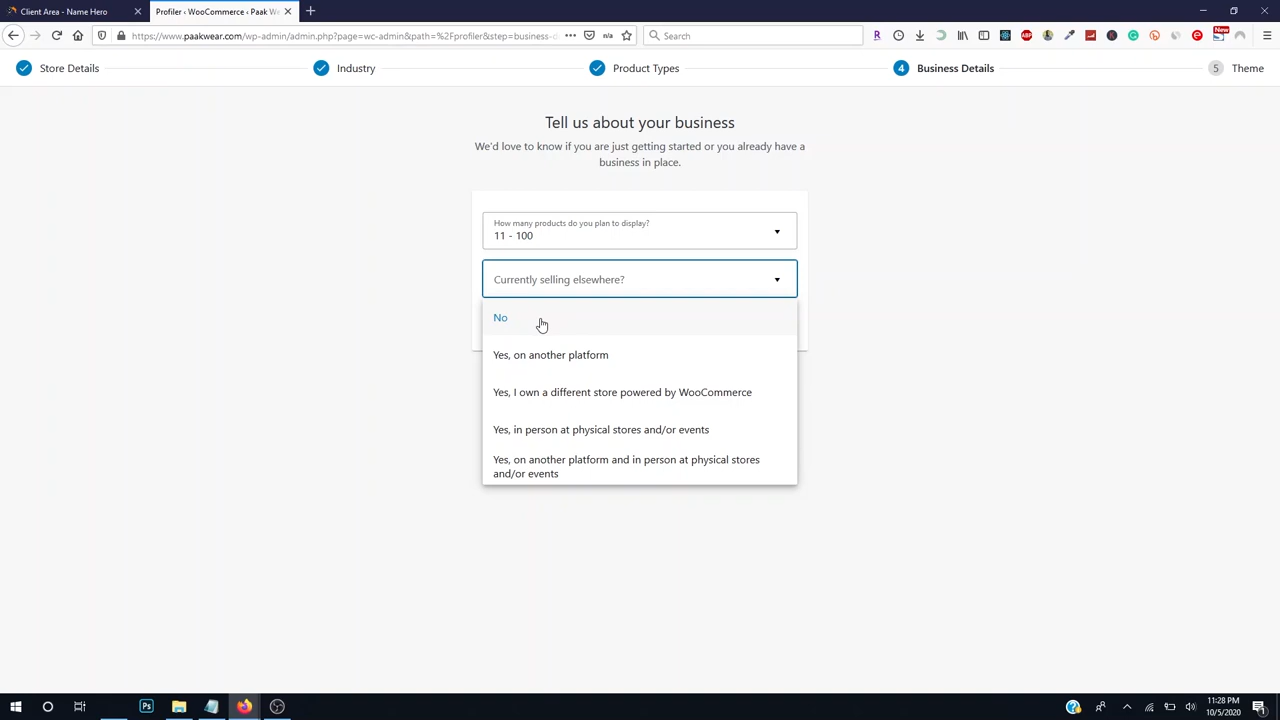 Client Area - Name Hero
Profiler ‹ WooCommerce ‹ Paak We
https://www.paakwear.com/wp-admin/admin.php?page=wc-admin&path=%2Fprofiler&step=business-d
n/a
Search
New
Store Details
Industry
Product Types
4 Business Details
5 Theme
Tell us about your business
We'd love to know if you are just getting started or you already have a
business in place.
How many products do you plan to display?
11 - 100
Currently selling elsewhere?
No
Yes, on another platform
Yes, I own a different store powered by WooCommerce
Yes, in person at physical stores and/or events
Yes, on another platform and in person at physical stores
and/or events
Ps
11:28 PM
10/5/2020